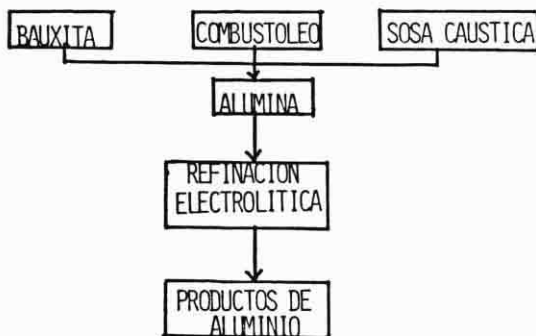 BAUXITA
COMBUSTOLEO
SOSA CAUSTICA
ALUMINA
REFINACION
ELECTROLITICA
PRODUCTOS DE
ALUMINIO